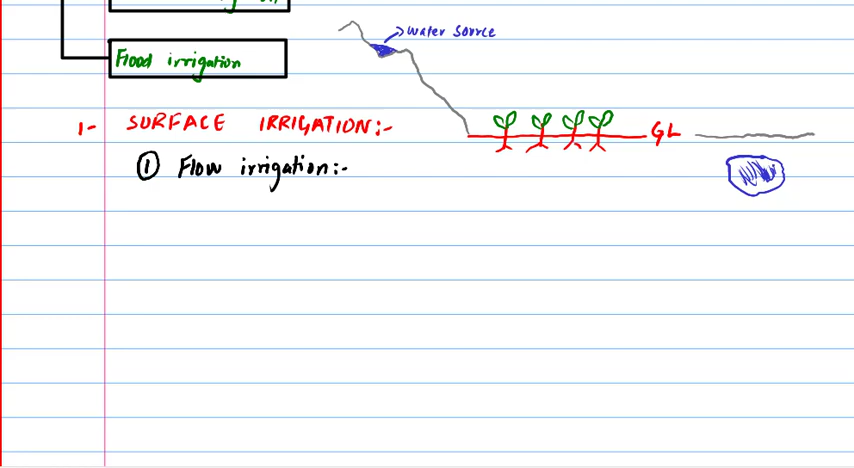 water source
Flood irrigation
1- SURFACE IRRIGATION:-
GL
① Flow irrigation:-